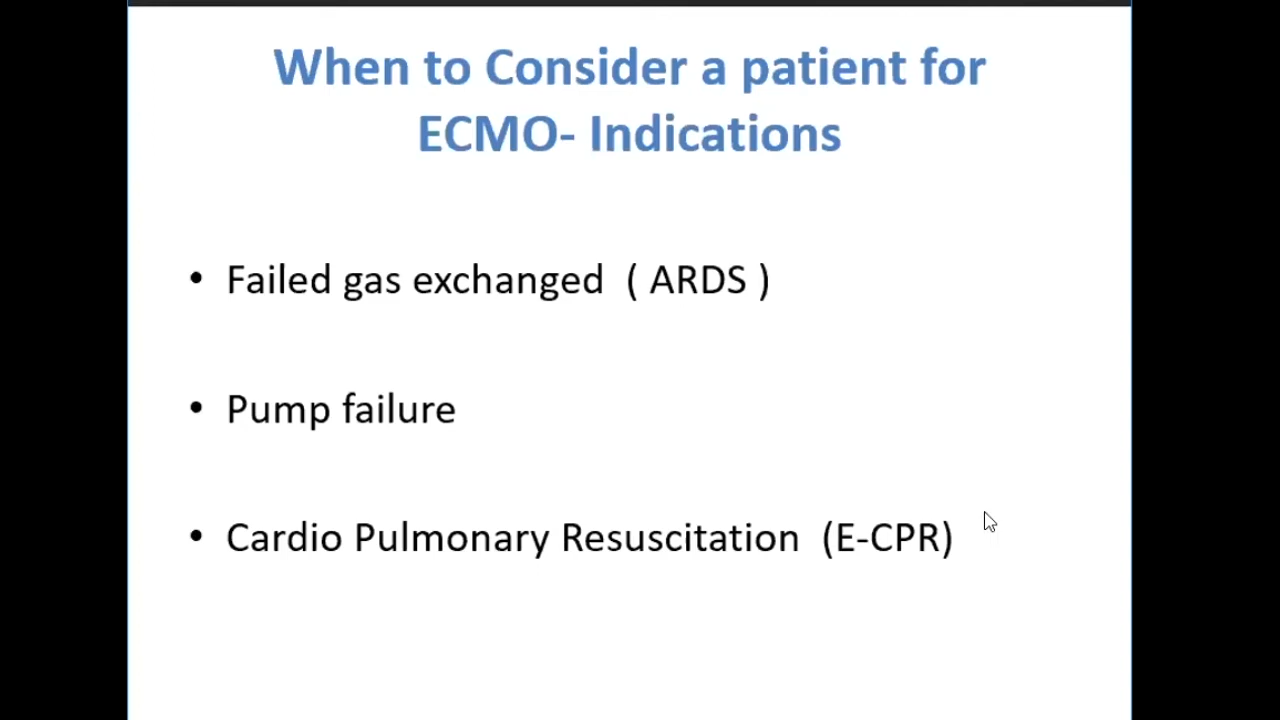 When to Consider a patient for
ECMO- Indications
• Failed gas exchanged ( ARDS )
• Pump failure
• Cardio Pulmonary Resuscitation (E-CPR)